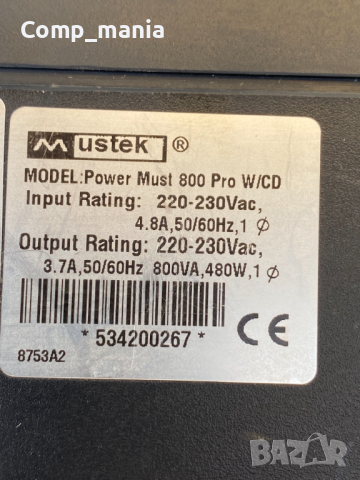 Comp_mania
Mustek ®
MODEL:Power Must 800 Pro W/CD
Input Rating: 220-230Vac,
4.8A,50/60Hz,1 ϕ
Output Rating: 220-230Vac,
3.7A,50/60Hz 800VA,480W,1 ϕ
*534200267*
CE
8753A2
BAZAR
bg